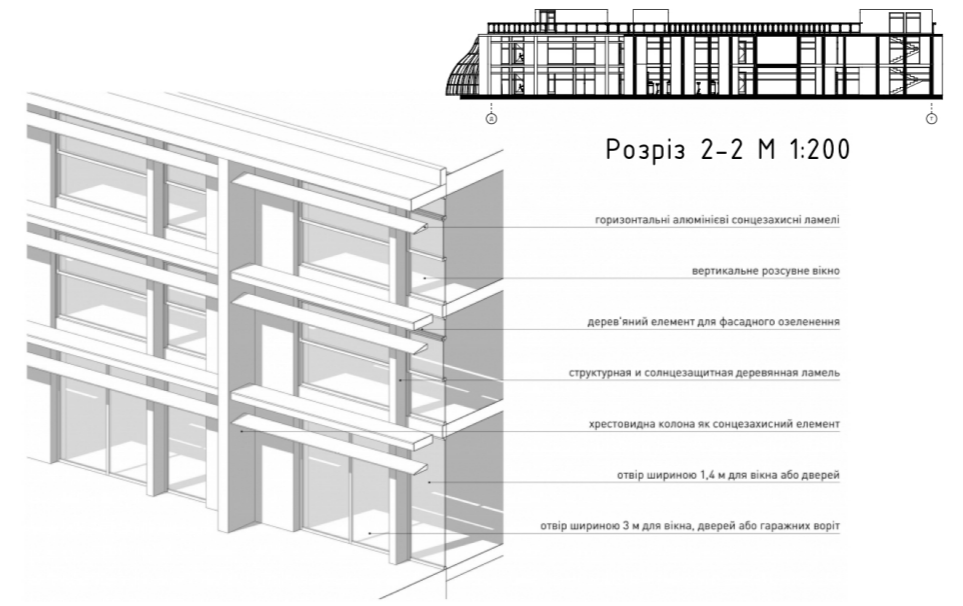 Д
Г
Розріз 2-2 М 1:200
горизонтальні алюмінієві сонцезахисні ламелі
вертикальне розсувне вікно
дерев'яний елемент для фасадного озеленення
структурная и солнцезащитная деревянная ламель
хрестовидна колона як сонцезахисний елемент
отвір шириною 1,4 м для вікна або дверей
отвір шириною 3 м для вікна, дверей або гаражних воріт